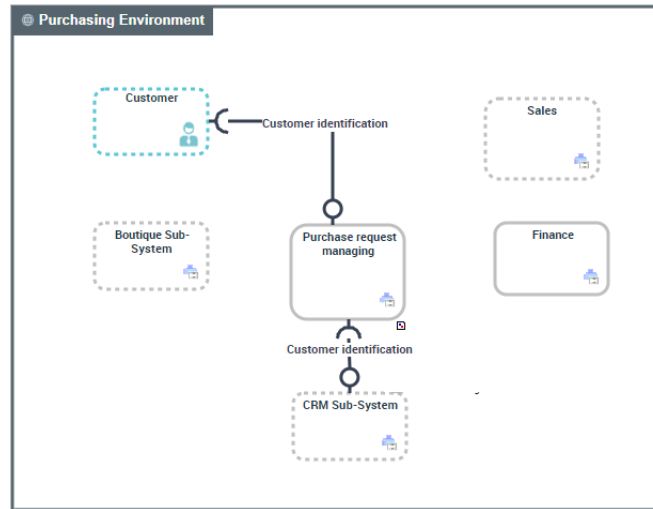 Purchasing Environment
Customer
Customer identification
Sales
Boutique Sub-
System
Purchase request
managing
Finance
Customer identification
CRM Sub-System